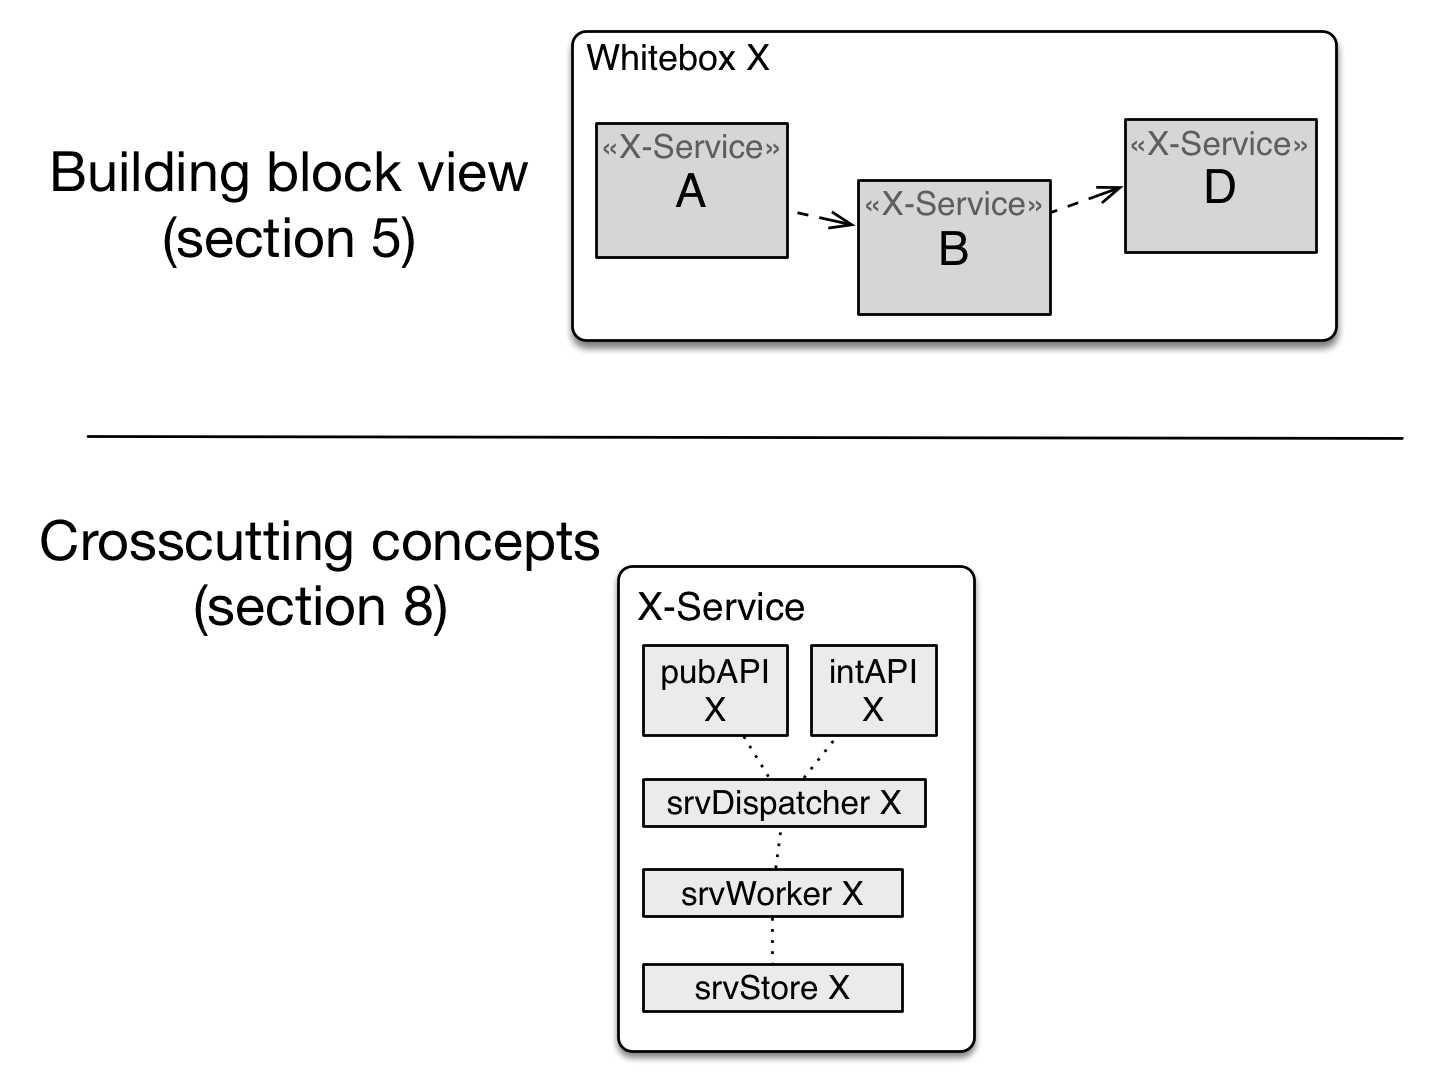 Whitebox X
Building block view
(section 5)
«X-Service»
A
«X-Service»
B
«X-Service»
D
Crosscutting concepts
(section 8)
X-Service
pubAPI
X
intAPI
X
srvDispatcher X
srvWorker X
srvStore X